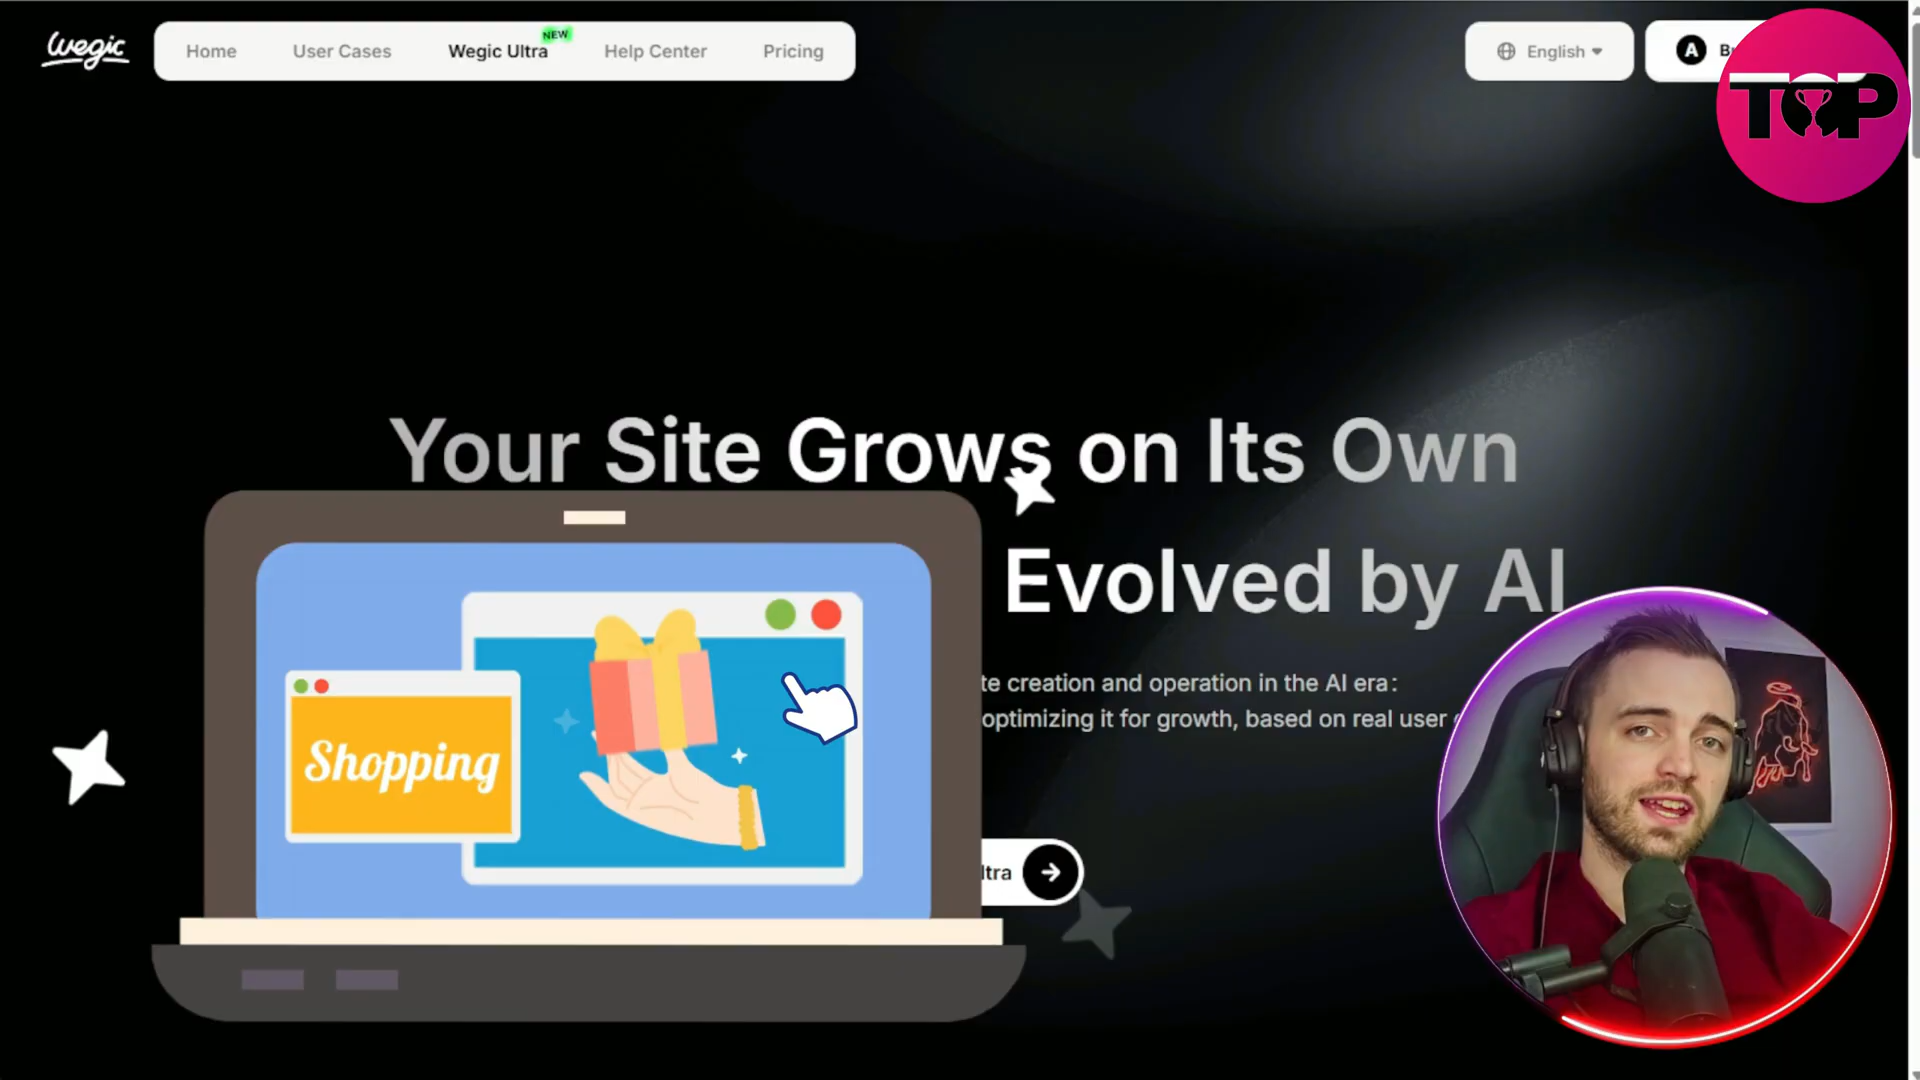 Wegic
Home User Cases Wegic Ultra NEW Help Center Pricing
English
A
TOP
Your Site Grows on Its Own
Evolved by AI
te creation and operation in the AI era:
optimizing it for growth, based on real user
Shopping
ltra